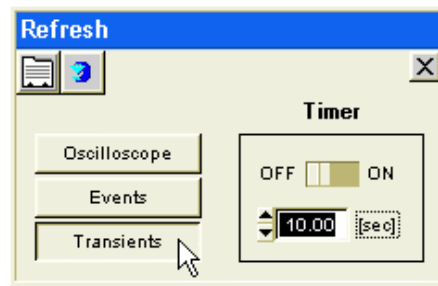 Refresh
Timer
Oscilloscope
OFF ON
Events
10.00 [sec]
Transients